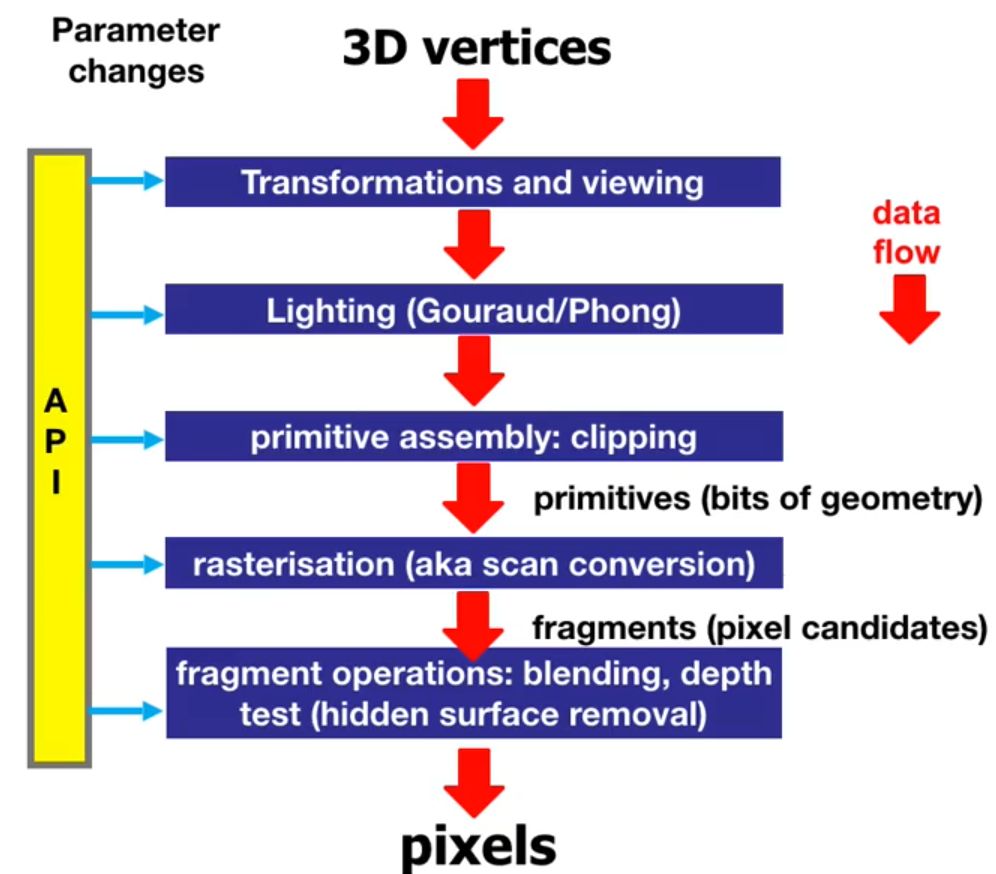 Parameter
changes
3D vertices
Transformations and viewing
data
flow
Lighting (Gouraud/Phong)
A
P
I
primitive assembly: clipping
primitives (bits of geometry)
rasterisation (aka scan conversion)
fragments (pixel candidates)
fragment operations: blending, depth
test (hidden surface removal)
pixels